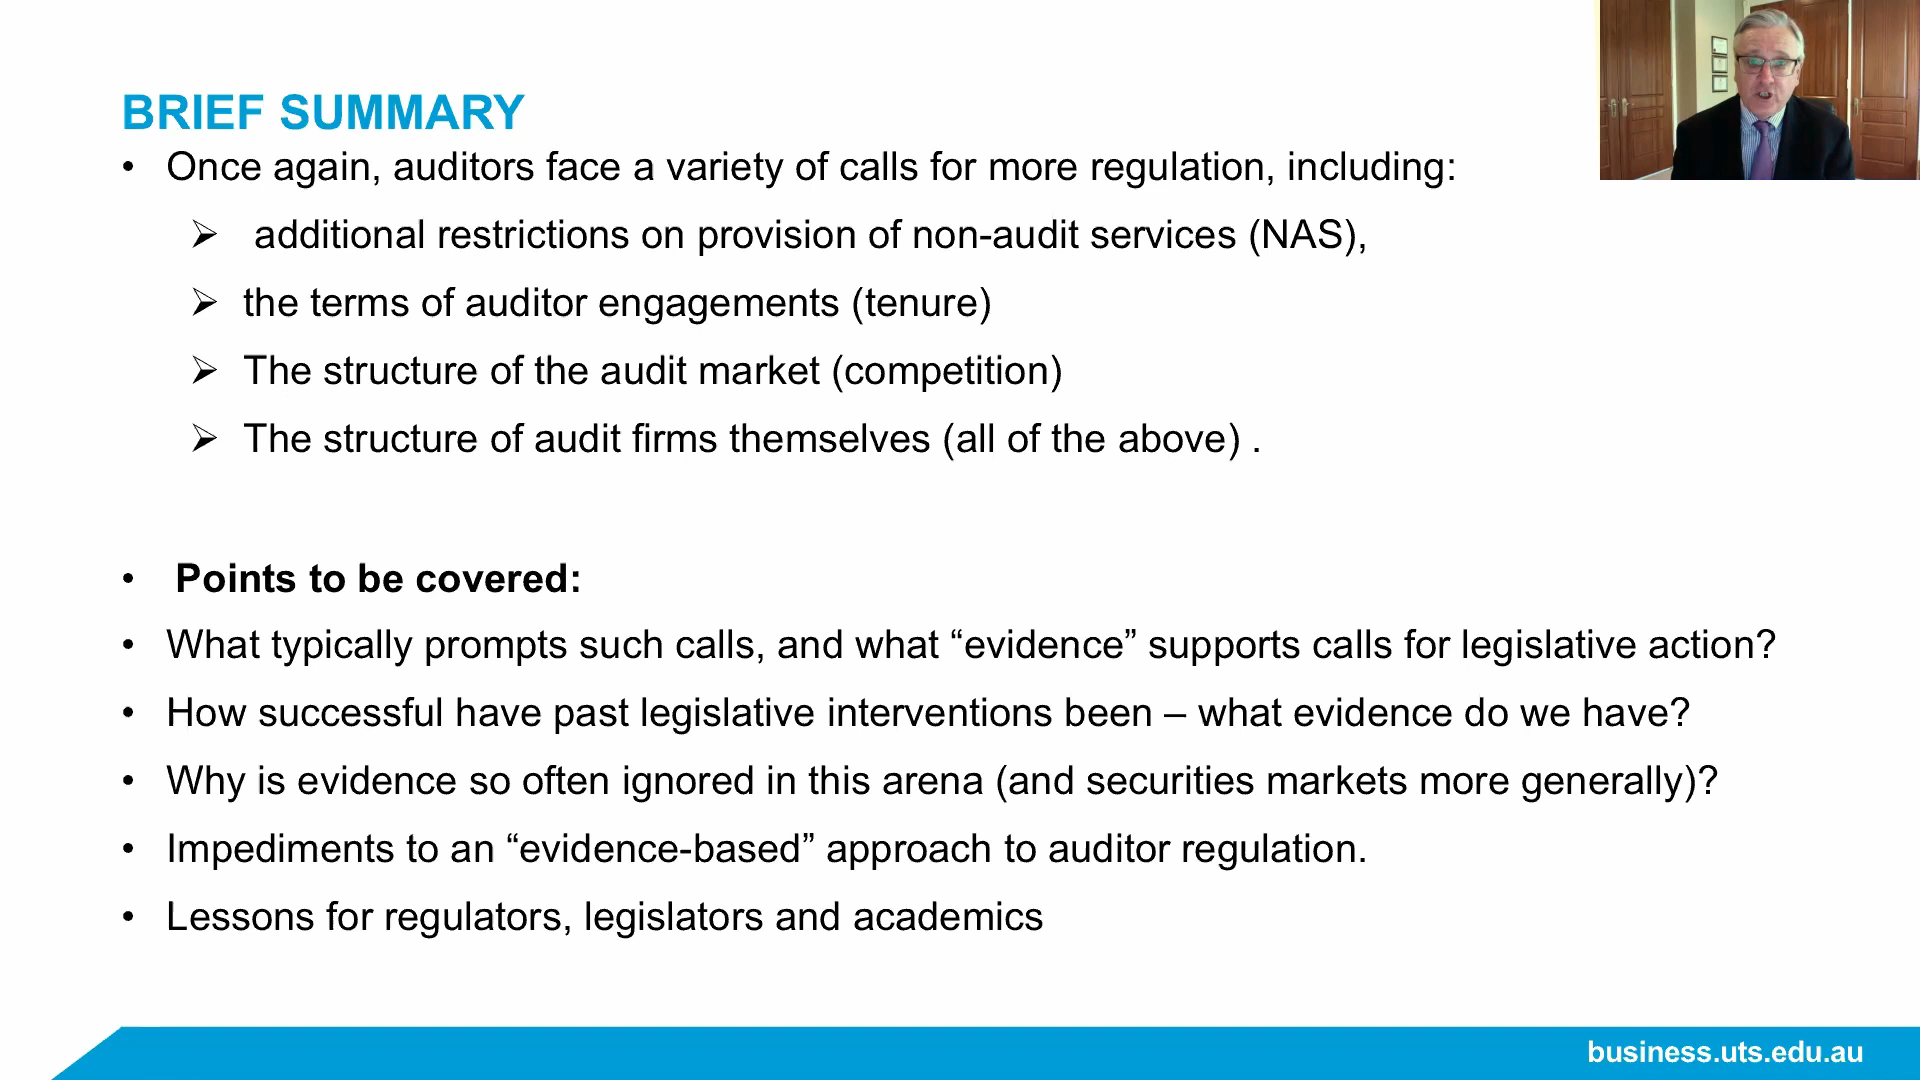 BRIEF SUMMARY
• Once again, auditors face a variety of calls for more regulation, including:
➢ additional restrictions on provision of non-audit services (NAS),
➢ the terms of auditor engagements (tenure)
➢ The structure of the audit market (competition)
➢ The structure of audit firms themselves (all of the above) .
• Points to be covered:
• What typically prompts such calls, and what “evidence” supports calls for legislative action?
• How successful have past legislative interventions been – what evidence do we have?
• Why is evidence so often ignored in this arena (and securities markets more generally)?
• Impediments to an “evidence-based” approach to auditor regulation.
• Lessons for regulators, legislators and academics
business.uts.edu.au